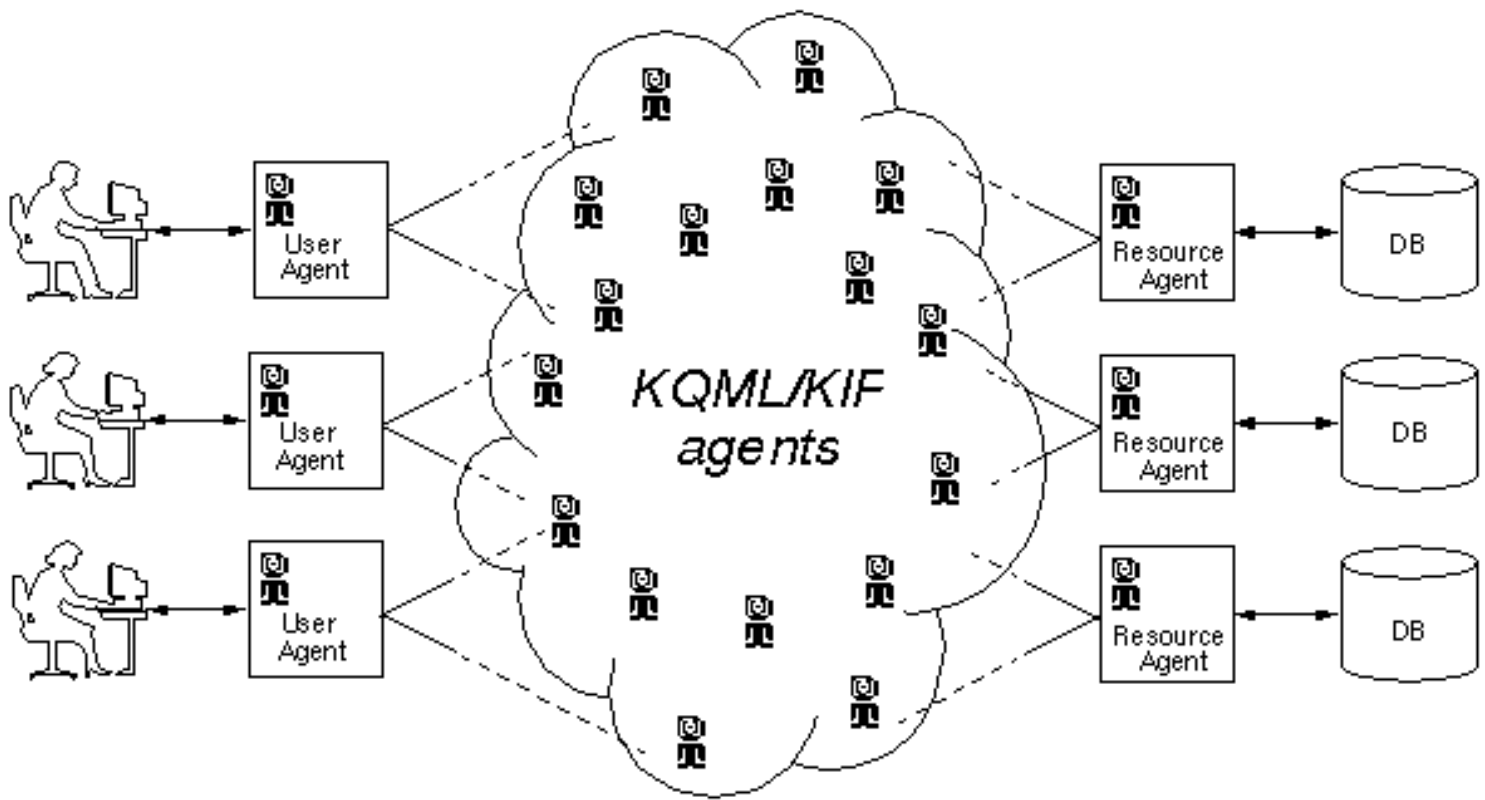 User
Agent
Resource
Agent
DB
KQML/KIF
agents
User
Agent
Resource
Agent
DB
User
Agent
Resource
Agent
DB